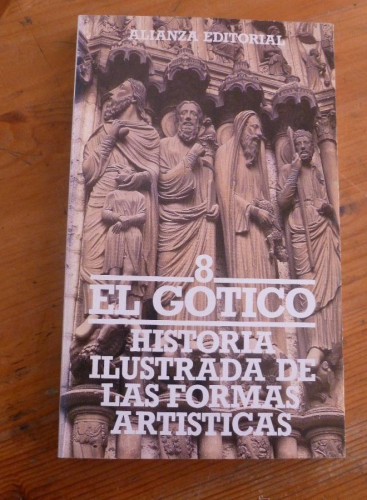 ALIANZA EDITORIAL
8
EL GOTICO
HISTORIA
ILUSTRADA DE
LAS FORMAS
ARTISTICAS